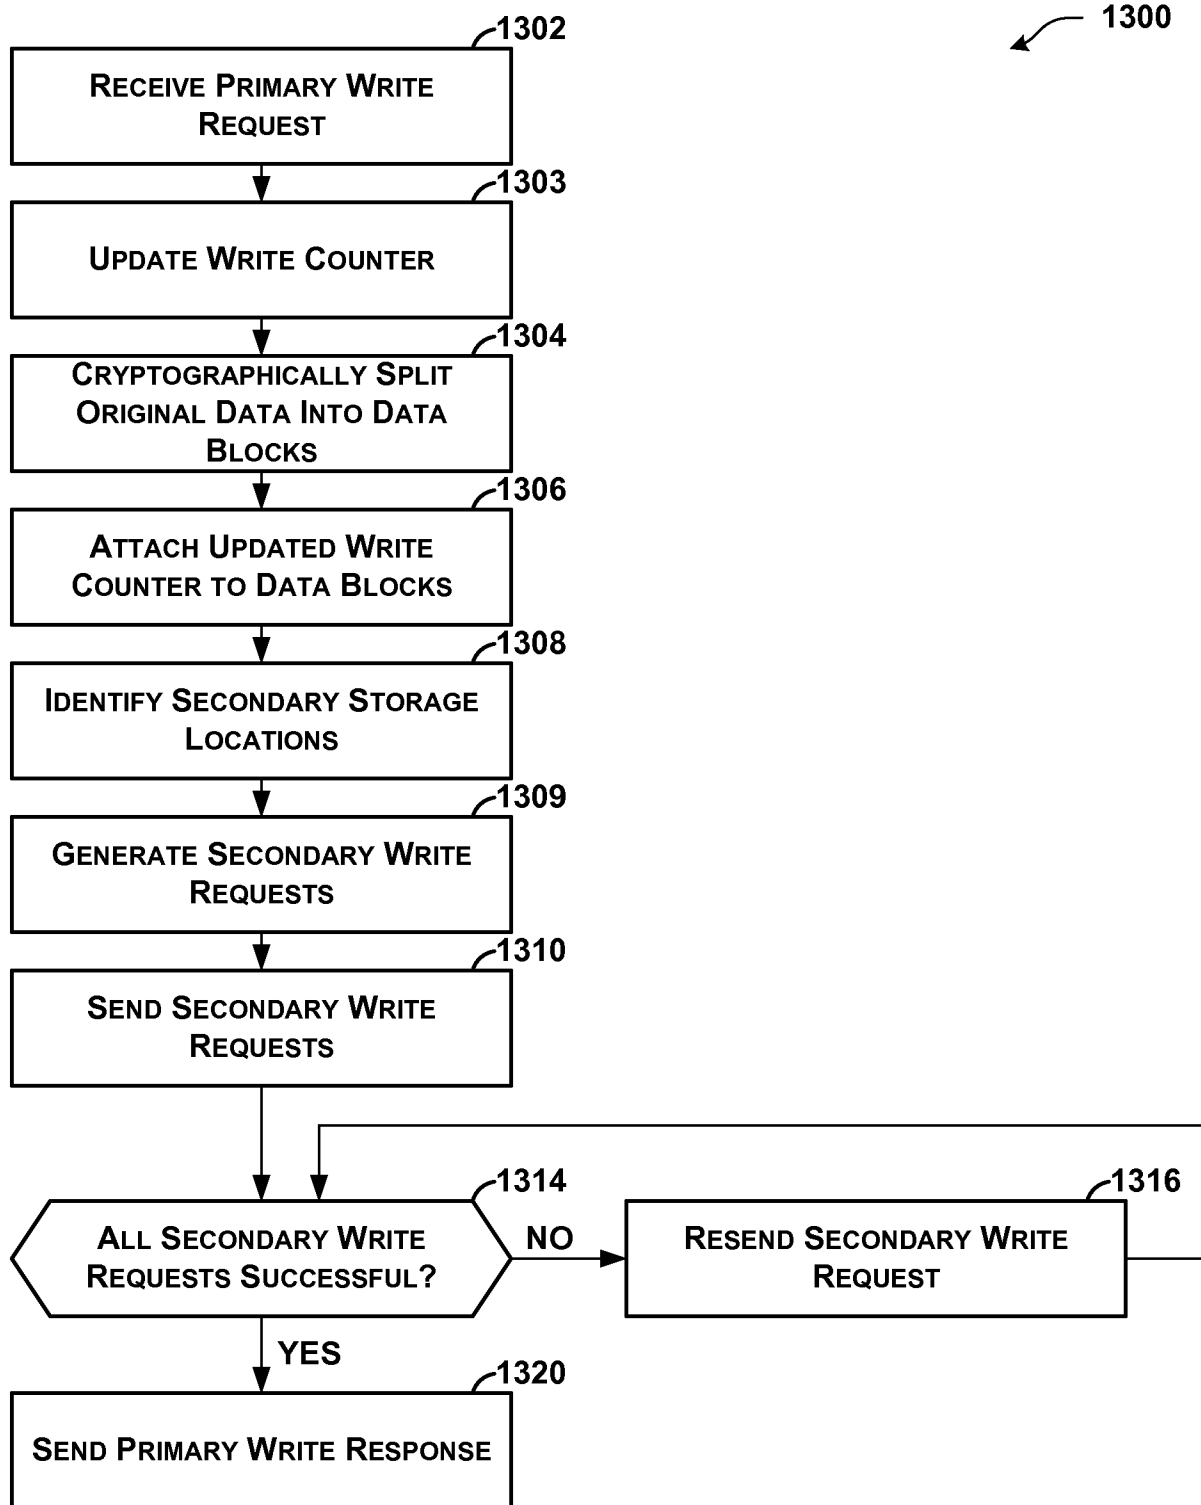 1300
1302
RECEIVE PRIMARY WRITE
REQUEST
1303
UPDATE WRITE COUNTER
1304
CRYPTOGRAPHICALLY SPLIT
ORIGINAL DATA INTO DATA
BLOCKS
1306
ATTACH UPDATED WRITE
COUNTER TO DATA BLOCKS
1308
IDENTIFY SECONDARY STORAGE
LOCATIONS
1309
GENERATE SECONDARY WRITE
REQUESTS
1310
SEND SECONDARY WRITE
REQUESTS
1314
ALL SECONDARY WRITE
REQUESTS SUCCESSFUL?
NO
1316
RESEND SECONDARY WRITE
REQUEST
YES
1320
SEND PRIMARY WRITE RESPONSE